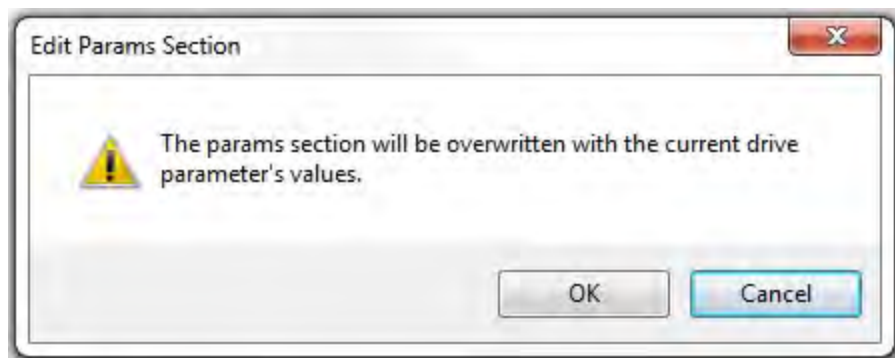 Edit Params Section
The params section will be overwritten with the current drive
parameter's values.
OK
Cancel